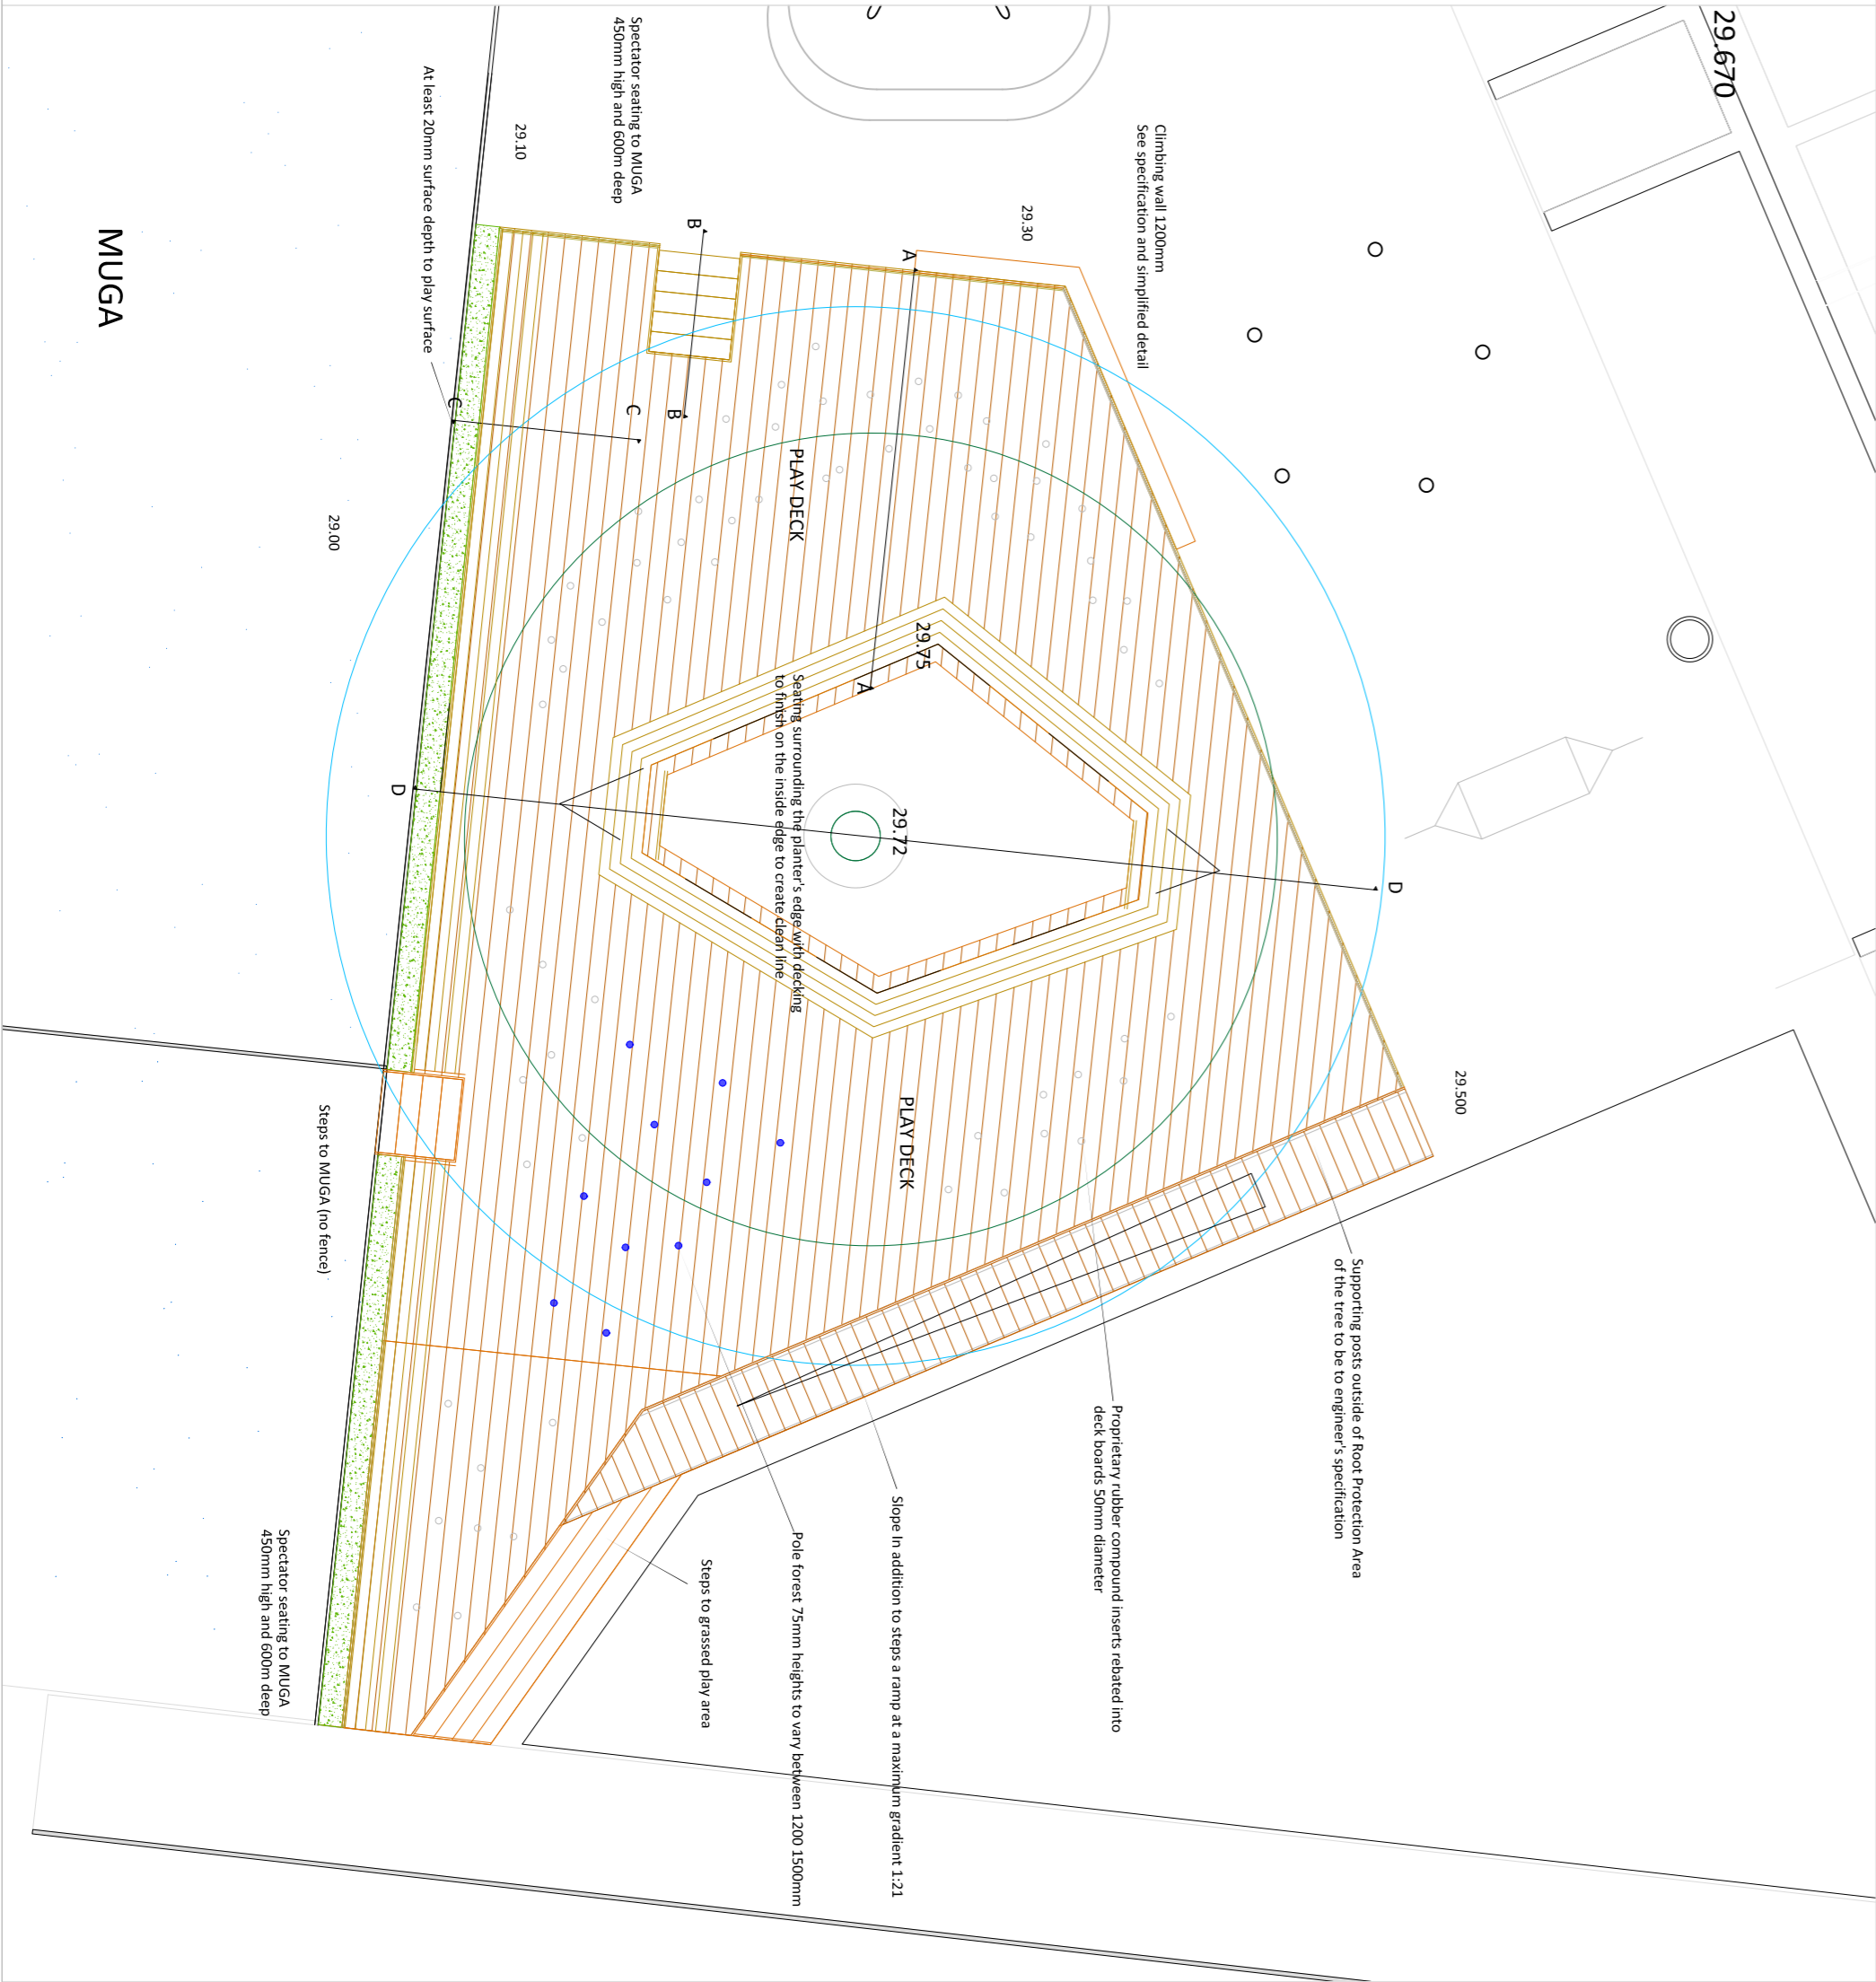 29.670
Climbing wall 1200mm
See specification and simplified detail
29.30
Spectator seating to MUGA
450mm high and 600m deep
29.10
At least 20mm surface depth to play surface
MUGA
A
B
B
C
C
PLAY DECK
29.00
29.75
A
Seating surrounding the planter's edge with decking
to finish on the inside edge to create clean line
29.72
D
D
29.500
PLAY DECK
Steps to MUGA (no fence)
Supporting posts outside of Root Protection Area
of the tree to be to engineer's specification
Proprietary rubber compound inserts rebated into
deck boards 50mm diameter
Slope In addition to steps a ramp at a maximum gradient 1:21
Pole forest 75mm heights to vary between 1200 1500mm
Steps to grassed play area
Spectator seating to MUGA
450mm high and 600m deep